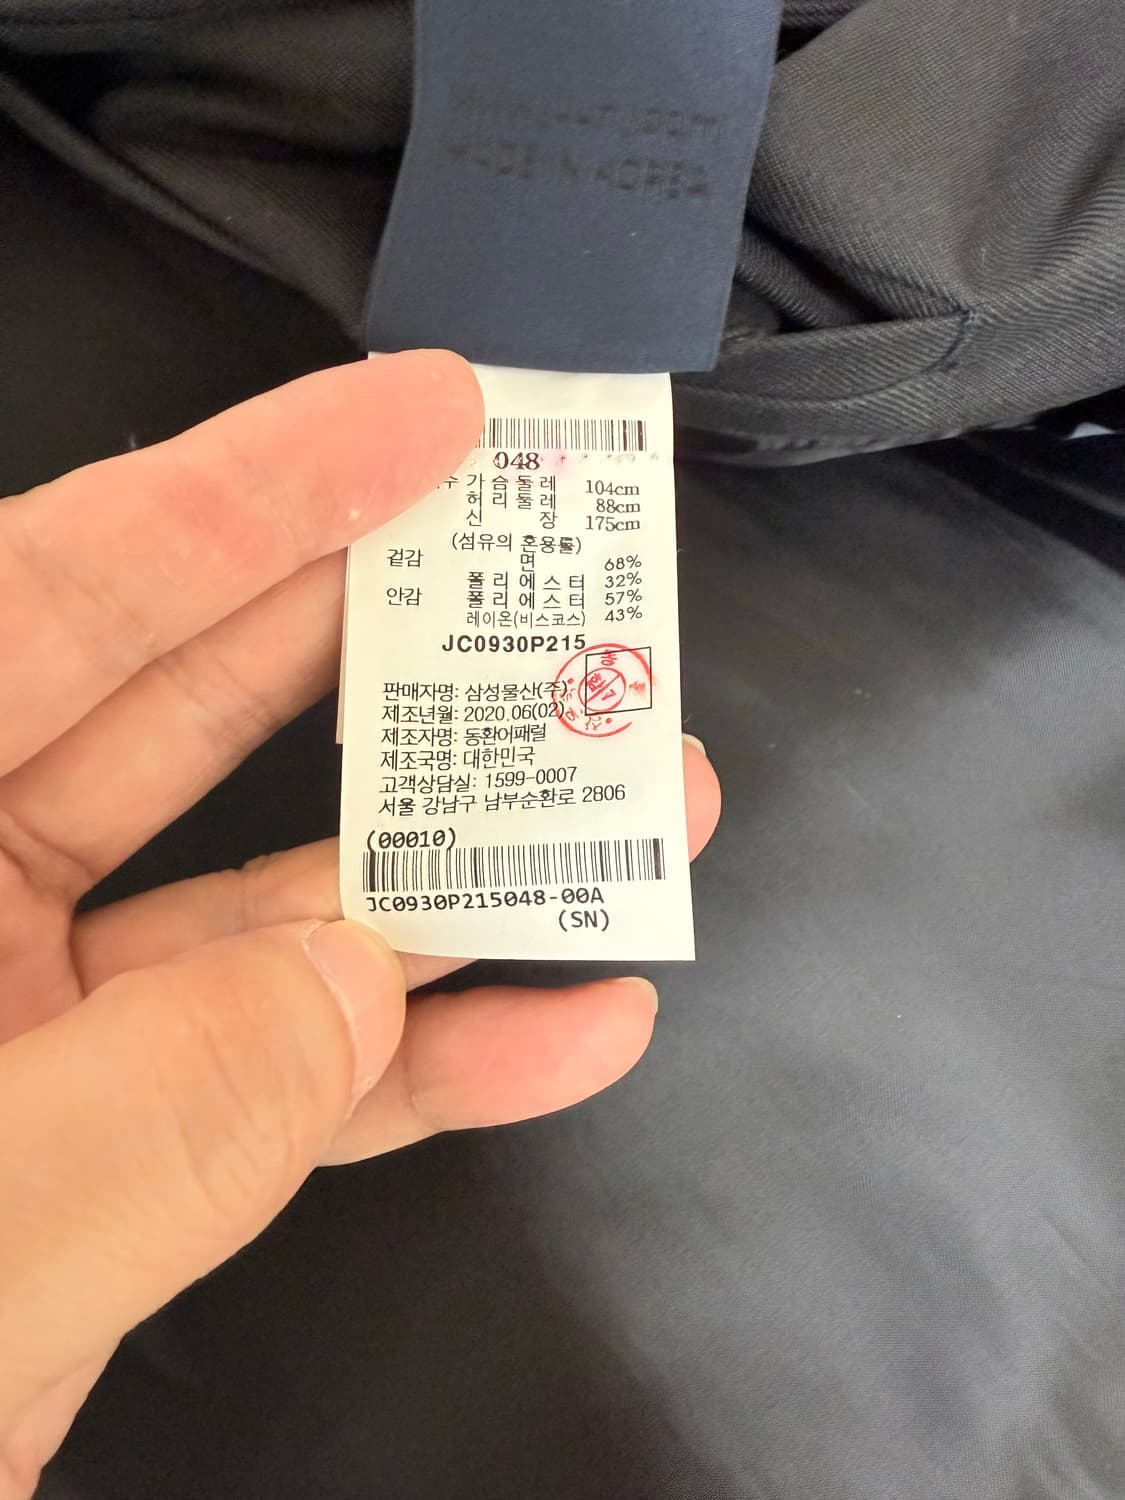 MADE IN KOREA
048
가슴둘레 104cm
허리둘레 88cm
신장 175cm
(섬유의 혼용률)
겉감 면 68%
폴리에스터 32%
안감 폴리에스터 57%
레이온(비스코스) 43%
JC0930P215
판매자명: 삼성물산(주)
제조년월: 2020.06(02)
제조자명: 동환어패럴
제조국명: 대한민국
고객상담실: 1599-0007
서울 강남구 남부순환로 2806
(00010)
JC0930P215048-00A
(SN)